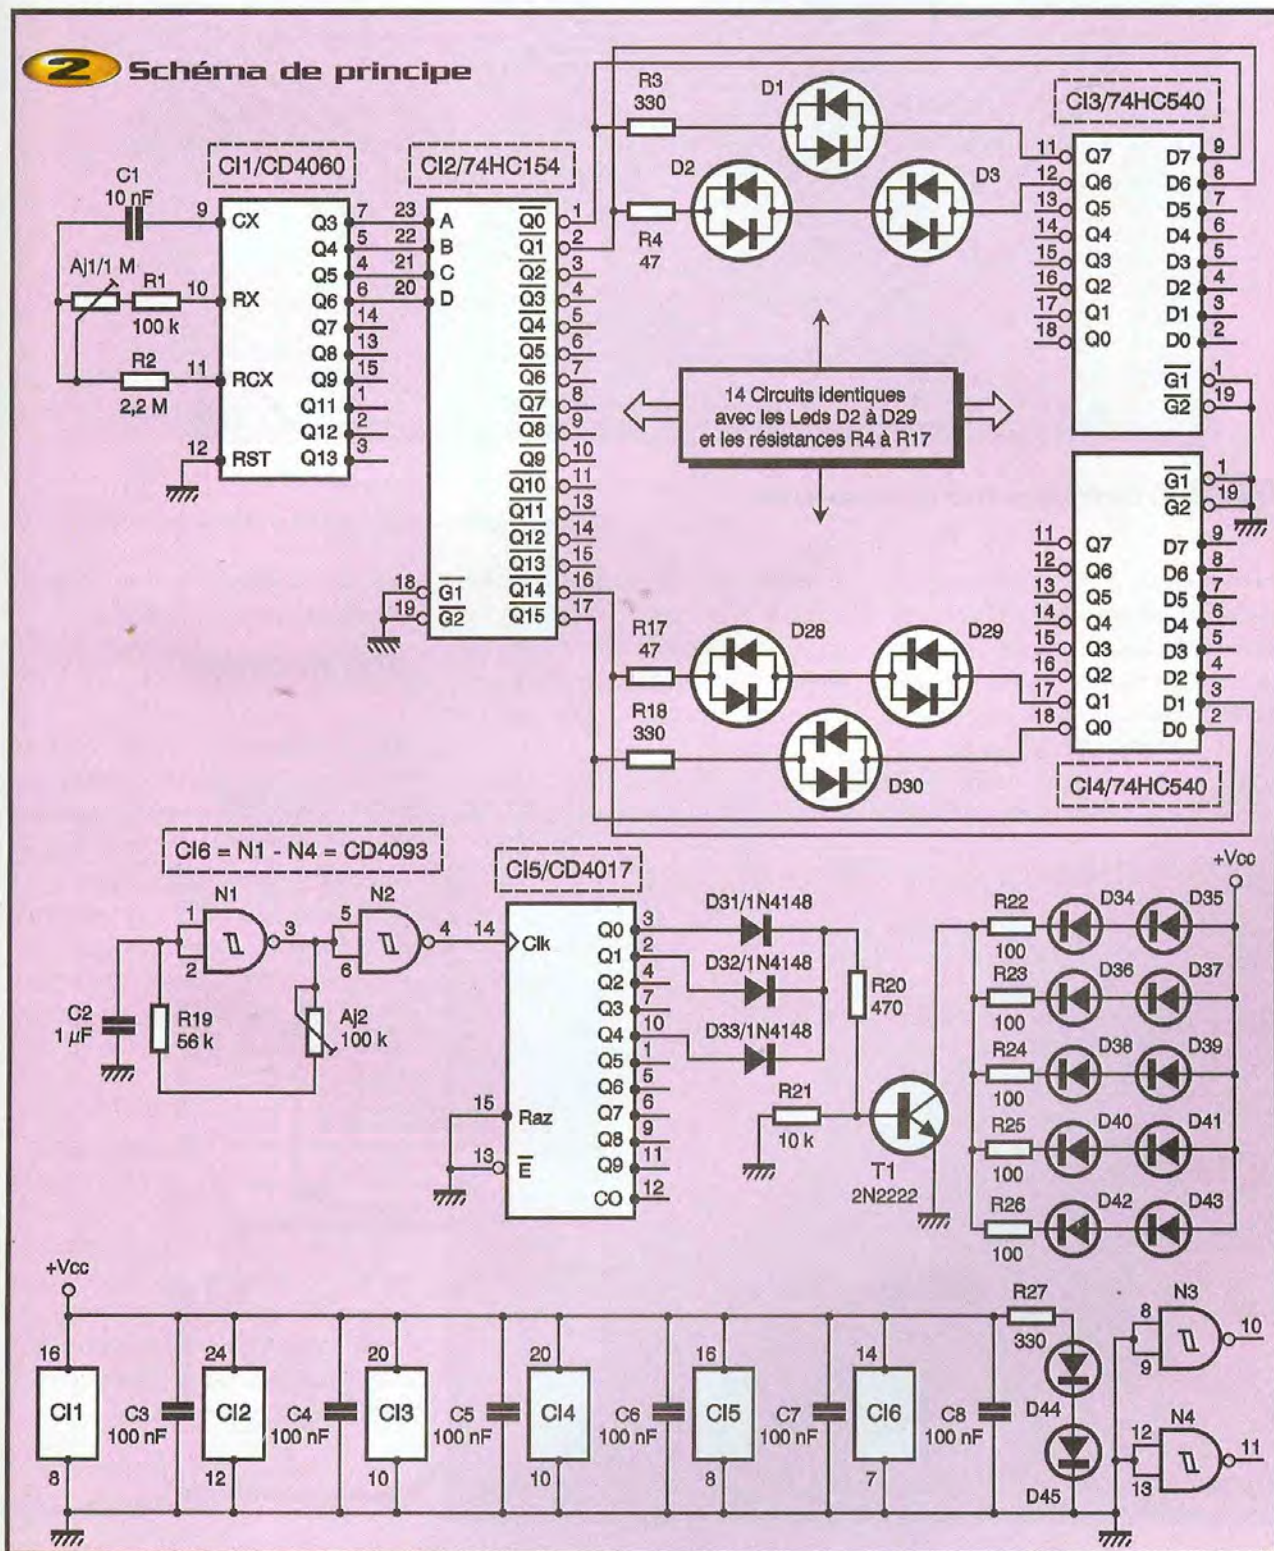 2 Schéma de principe
CI1/CD4060
C1
10 nF
Aj1/1 M
R1
100 k
R2
2,2 M
9
10
11
12
CX
RX
RCX
RST
Q3
Q4
Q5
Q6
Q7
Q8
Q9
Q11
Q12
Q13
7
5
4
6
14
13
15
1
2
3
CI2/74HC154
23
22
21
20
A
B
C
D
18
19
G1
G2
Q0
Q1
Q2
Q3
Q4
Q5
Q6
Q7
Q8
Q9
Q10
Q11
Q12
Q13
Q14
Q15
1
2
3
4
5
6
7
8
9
10
11
13
14
15
16
17
R3
330
D1
D2
D3
R4
47
14 Circuits identiques
avec les Leds D2 à D29
et les résistances R4 à R17
R17
47
D28
D29
R18
330
D30
CI3/74HC540
11
12
13
14
15
16
17
18
Q7
Q6
Q5
Q4
Q3
Q2
Q1
Q0
D7
D6
D5
D4
D3
D2
D1
D0
G1
G2
9
8
7
6
5
4
3
2
1
19
G1
G2
1
19
11
12
13
14
15
16
17
18
Q7
Q6
Q5
Q4
Q3
Q2
Q1
Q0
D7
D6
D5
D4
D3
D2
D1
D0
9
8
7
6
5
4
3
2
CI4/74HC540
CI6 = N1 - N4 = CD4093
N1
1
2
3
N2
5
6
4
C2
1 µF
R19
56 k
Aj2
100 k
CI5/CD4017
14
15
13
Clk
Raz
E
Q0
Q1
Q2
Q3
Q4
Q5
Q6
Q7
Q8
Q9
CO
3
2
4
7
10
1
5
6
9
11
12
D31/1N4148
D32/1N4148
D33/1N4148
R20
470
R21
10 k
T1
2N2222
+Vcc
R22
100
D34
D35
R23
100
D36
D37
R24
100
D38
D39
R25
100
D40
D41
R26
100
D42
D43
+Vcc
16
CI1
8
C3
100 nF
24
CI2
12
C4
100 nF
20
CI3
10
C5
100 nF
20
CI4
10
C6
100 nF
16
CI5
8
C7
100 nF
14
CI6
7
C8
100 nF
R27
330
D44
D45
N3
8
9
10
N4
12
13
11